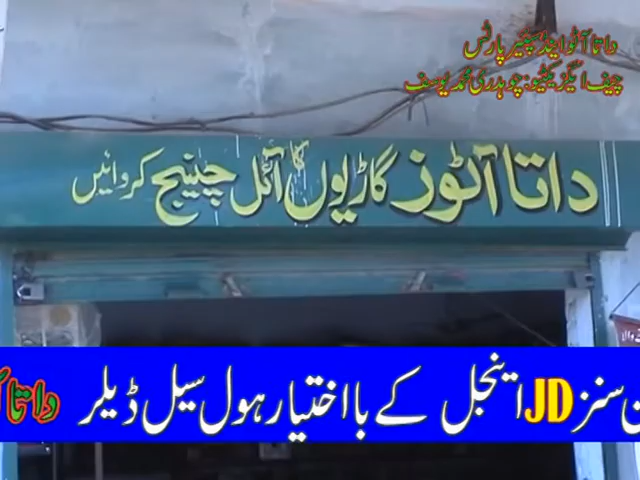 داتا آٹو اینڈ سپیئر پارٹس
چیف ایگزیکٹیو: چوہدری محمد یوسف
داتا آٹوز گاڑیوں کا آئل چینج کروائیں
سنز JD اینجل کے بااختیار ہول سیل ڈیلر داتا